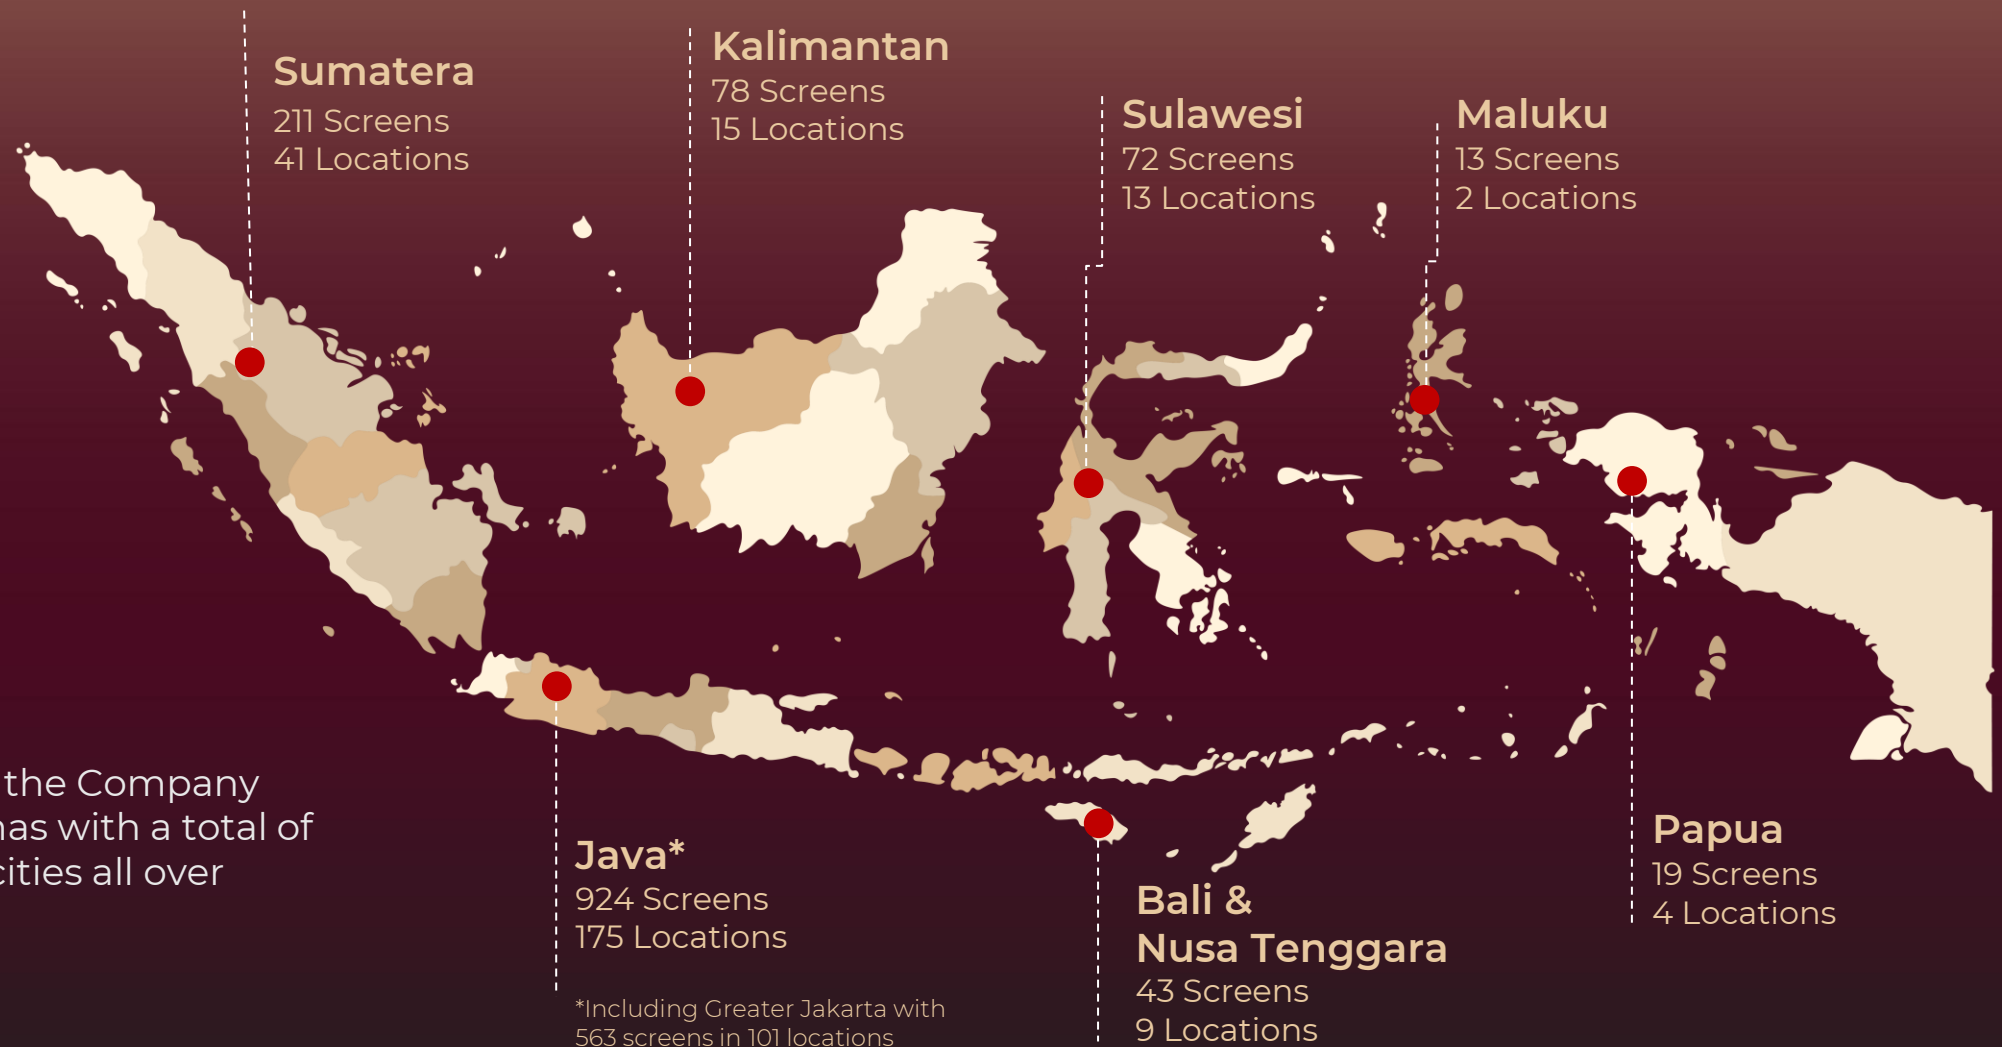 Sumatera
211 Screens
41 Locations
Kalimantan
78 Screens
15 Locations
Sulawesi
72 Screens
13 Locations
Maluku
13 Screens
2 Locations
the Company
with a total of
cities all over
Java*
924 Screens
175 Locations
*Including Greater Jakarta with
563 screens in 101 locations
Bali &
Nusa Tenggara
43 Screens
9 Locations
Papua
19 Screens
4 Locations